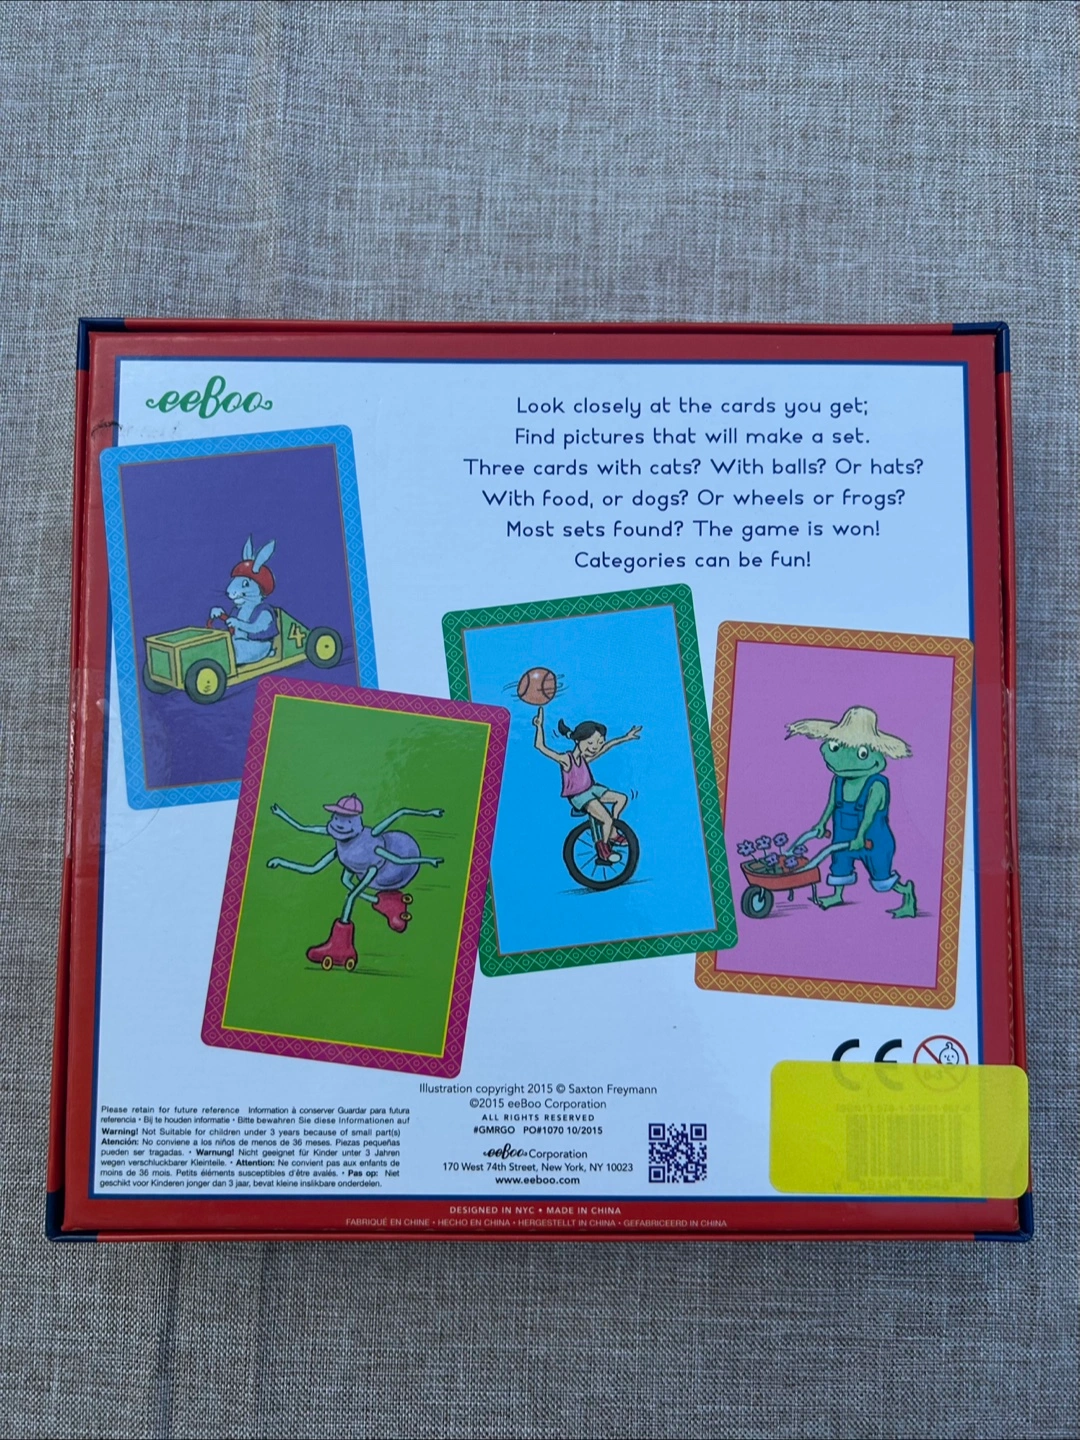 eeBoo
Look closely at the cards you get;
Find pictures that will make a set.
Three cards with cats? With balls? Or hats?
With food, or dogs? Or wheels or frogs?
Most sets found? The game is won!
Categories can be fun!
4
Illustration copyright 2015 © Saxton Freymann
©2015 eeBoo Corporation
ALL RIGHTS RESERVED
#GMRGO PO#1070 10/2015
eeBoo Corporation
170 West 74th Street, New York, NY 10023
www.eeboo.com
Please retain for future reference Información à conserver Guardar para futura
referencia • Bij te houden informatie • Bitte bewahren Sie diese Informationen auf
Warning! Not Suitable for children under 3 years because of small part(s)
Atención: No conviene a los niños de menos de 36 meses. Piezas pequeñas
pueden ser tragadas. • Warnung! Nicht geeignet für Kinder unter 3 Jahren
wegen verschluckbarer Kleinteile. • Attention: Ne convient pas aux enfants de
moins de 36 mois. Petits éléments susceptibles d'être avalés. • Pas op: Niet
geschikt voor Kinderen jonger dan 3 jaar, bevat kleine inslikbare onderdelen.
CE
DESIGNED IN NYC • MADE IN CHINA
FABRIQUÉ EN CHINE • HECHO EN CHINA • HERGESTELLT IN CHINA • GEFABRICEERD IN CHINA